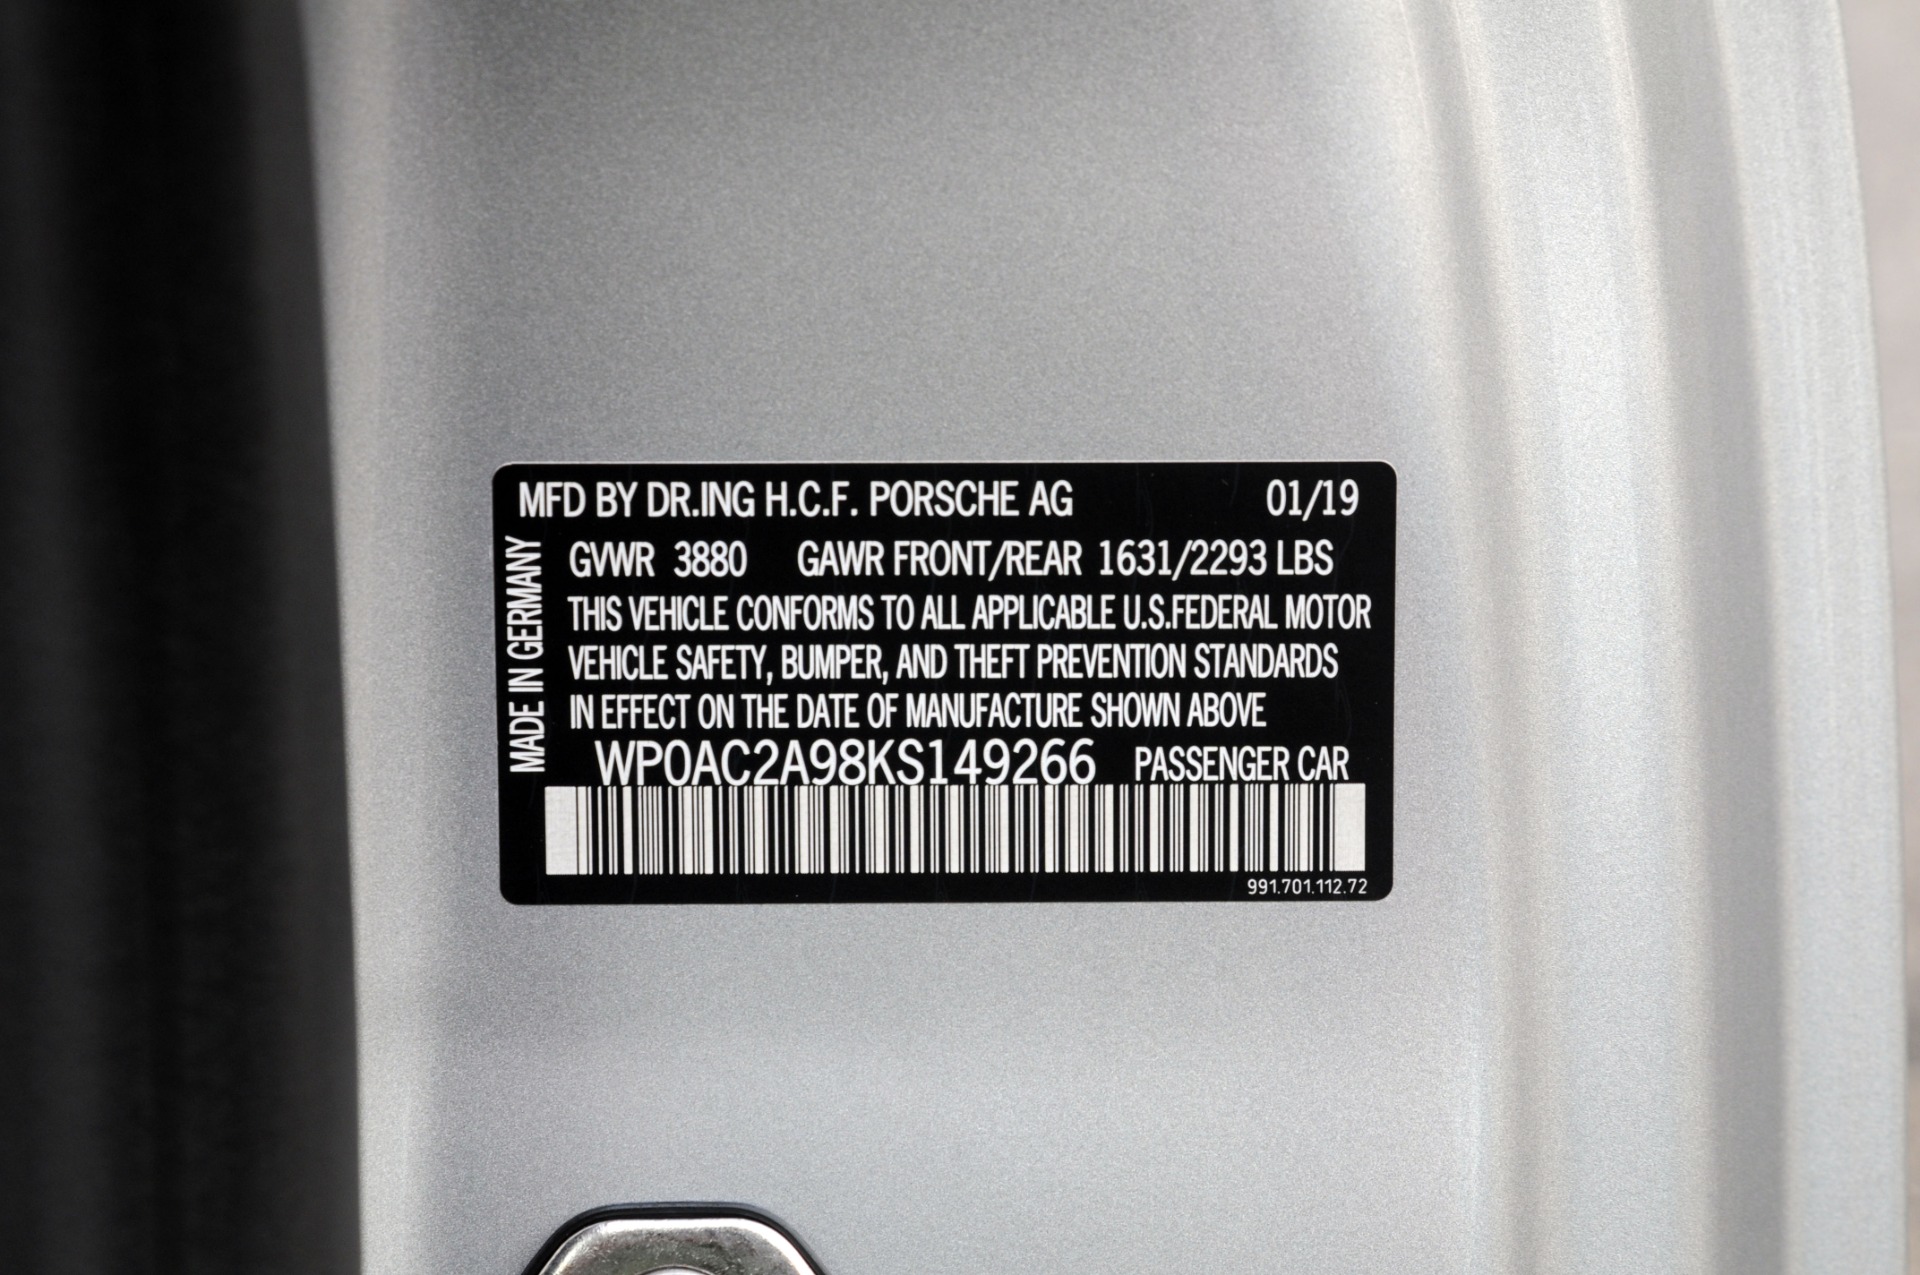 MFD BY DR.ING H.C.F. PORSCHE AG 01/19
MADE IN GERMANY
GVWR 3880 GAWR FRONT/REAR 1631/2293 LBS
THIS VEHICLE CONFORMS TO ALL APPLICABLE U.S.FEDERAL MOTOR
VEHICLE SAFETY, BUMPER, AND THEFT PREVENTION STANDARDS
IN EFFECT ON THE DATE OF MANUFACTURE SHOWN ABOVE
WP0AC2A98KS149266 PASSENGER CAR
991.701.112.72